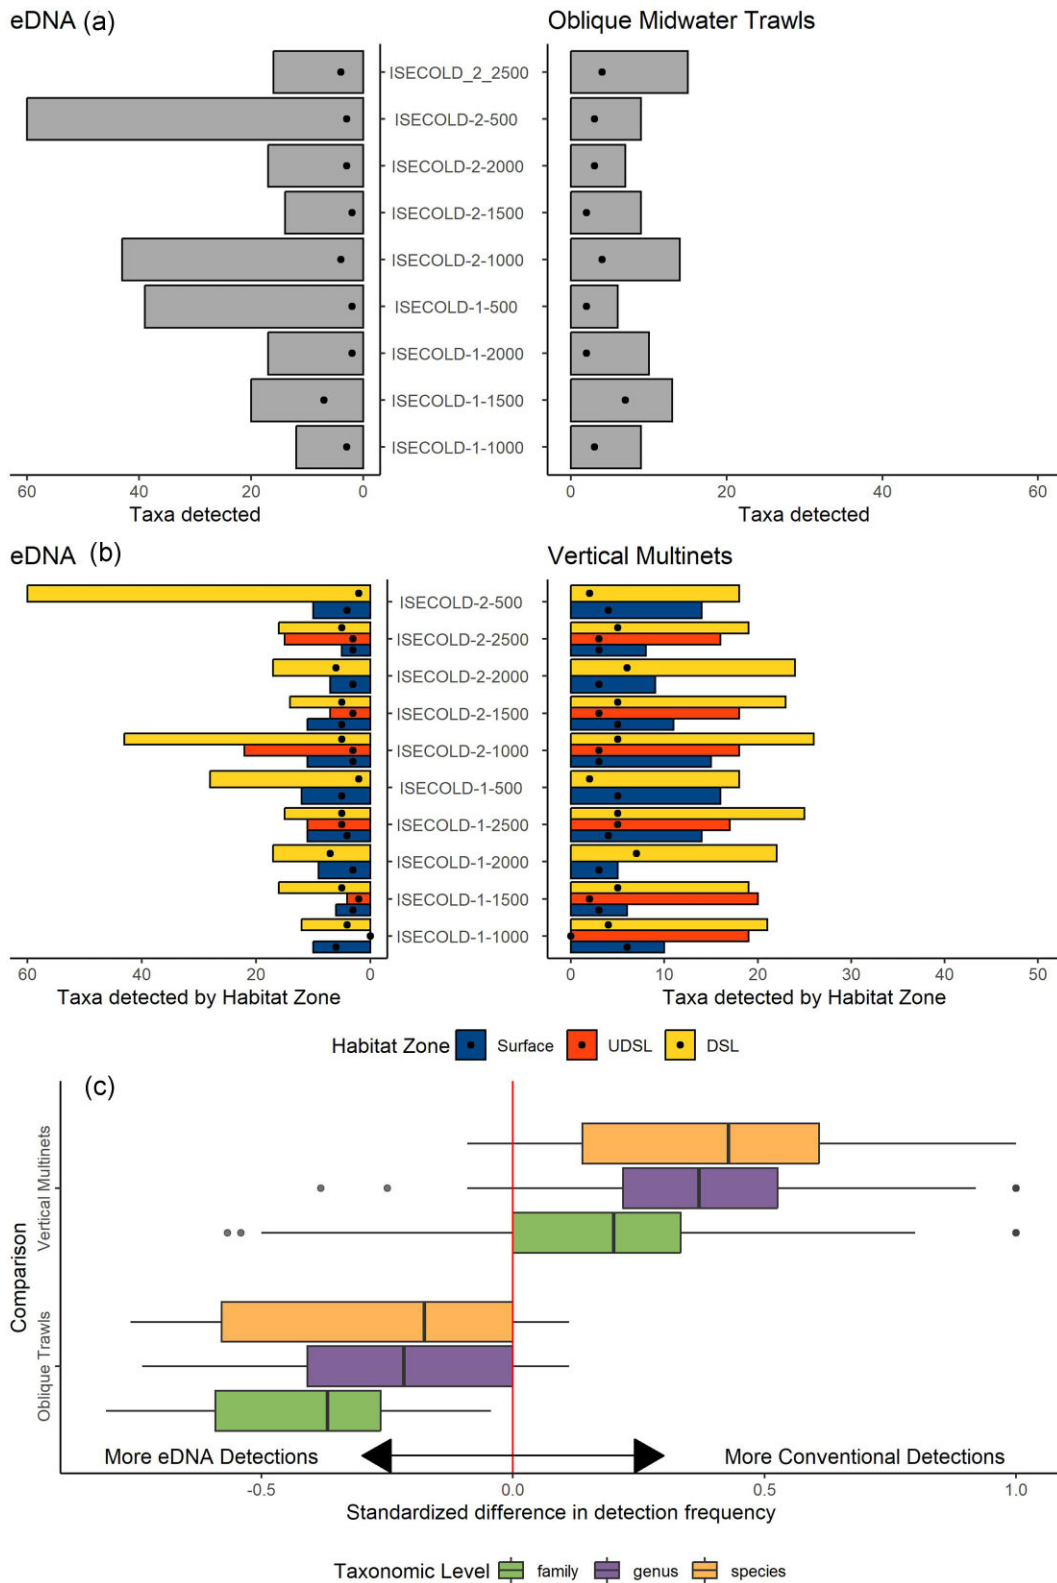 eDNA (a)
Oblique Midwater Trawls
ISECOLD_2_2500
ISECOLD-2-500
ISECOLD-2-2000
ISECOLD-2-1500
ISECOLD-2-1000
ISECOLD-1-500
ISECOLD-1-2000
ISECOLD-1-1500
ISECOLD-1-1000
60 40 20 0
0 20 40 60
Taxa detected
Taxa detected
eDNA (b)
Vertical Multinets
ISECOLD-2-500
ISECOLD-2-2500
ISECOLD-2-2000
ISECOLD-2-1500
ISECOLD-2-1000
ISECOLD-1-500
ISECOLD-1-2500
ISECOLD-1-2000
ISECOLD-1-1500
ISECOLD-1-1000
60 40 20 0
0 10 20 30 40 50
Taxa detected by Habitat Zone
Taxa detected by Habitat Zone
Habitat Zone Surface UDSL DSL
(c)
Comparison
Vertical Multinets
Oblique Trawls
More eDNA Detections
More Conventional Detections
-0.5 0.0 0.5 1.0
Standardized difference in detection frequency
Taxonomic Level family genus species